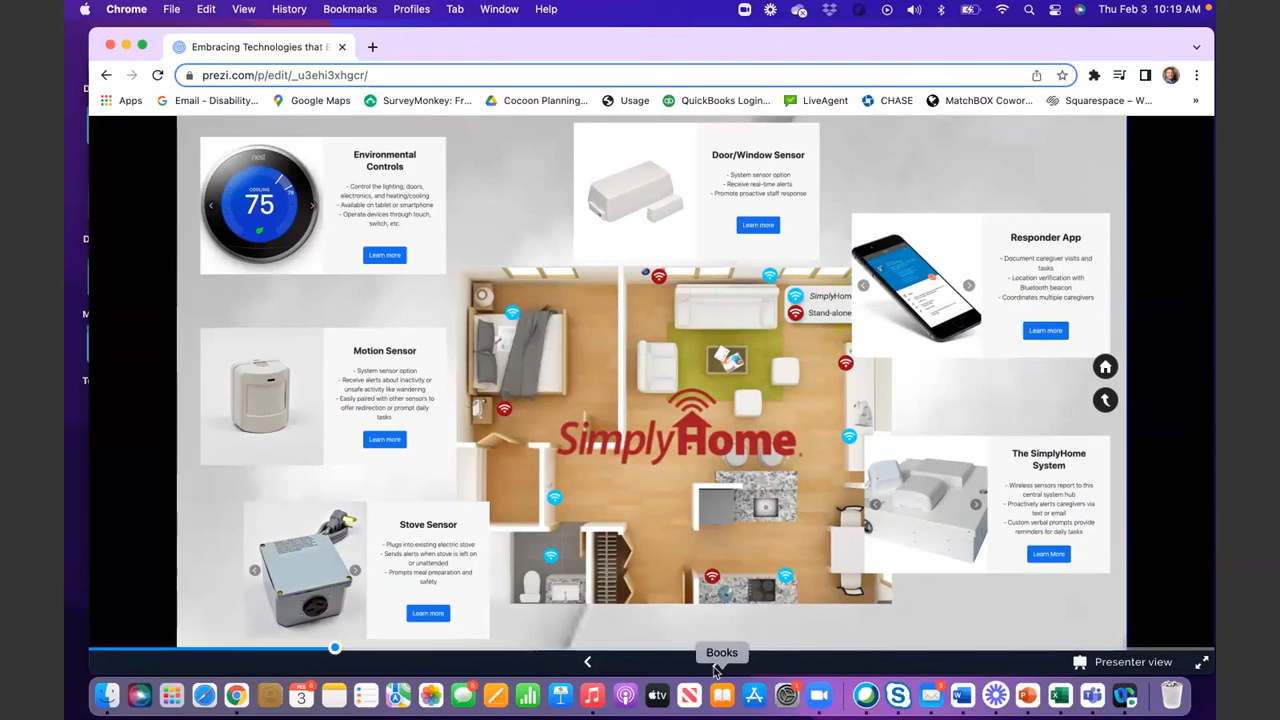 Chrome File Edit View History Bookmarks Profiles Tab Window Help Thu Feb 3 10:19 AM
Embracing Technologies that E
prezi.com/p/edit/_u3ehi3xhgcr/
Apps Email - Disability... Google Maps SurveyMonkey: Fr... Cocoon Planning... Usage QuickBooks Login... LiveAgent CHASE MatchBOX Cowor... Squarespace – W... »
nest
COOLING
75
Environmental
Controls
- Control the lighting, doors,
electronics, and heating/cooling
- Available on tablet or smartphone
- Operate devices through touch,
switch, etc.
Learn more
Door/Window Sensor
- System sensor option
- Receive real-time alerts
- Promote proactive staff response
Learn more
Responder App
- Document caregiver visits and
tasks
- Location verification with
Bluetooth beacon
- Coordinates multiple caregivers
Learn more
SimplyHom
Stand-alone
Motion Sensor
- System sensor option
- Receive alerts about inactivity or
unsafe activity like wandering
- Easily paired with other sensors to
offer redirection or prompt daily
tasks
Learn more
SimplyHome
The SimplyHome
System
- Wireless sensors report to this
central system hub
- Proactively alerts caregivers via
text or email
- Custom verbal prompts provide
reminders for daily tasks
Learn More
Stove Sensor
- Plugs into existing electric stove
- Sends alerts when stove is left on
or unattended
- Prompts meal preparation and
safety
Learn more
Books
Presenter view
FEB
3
tv